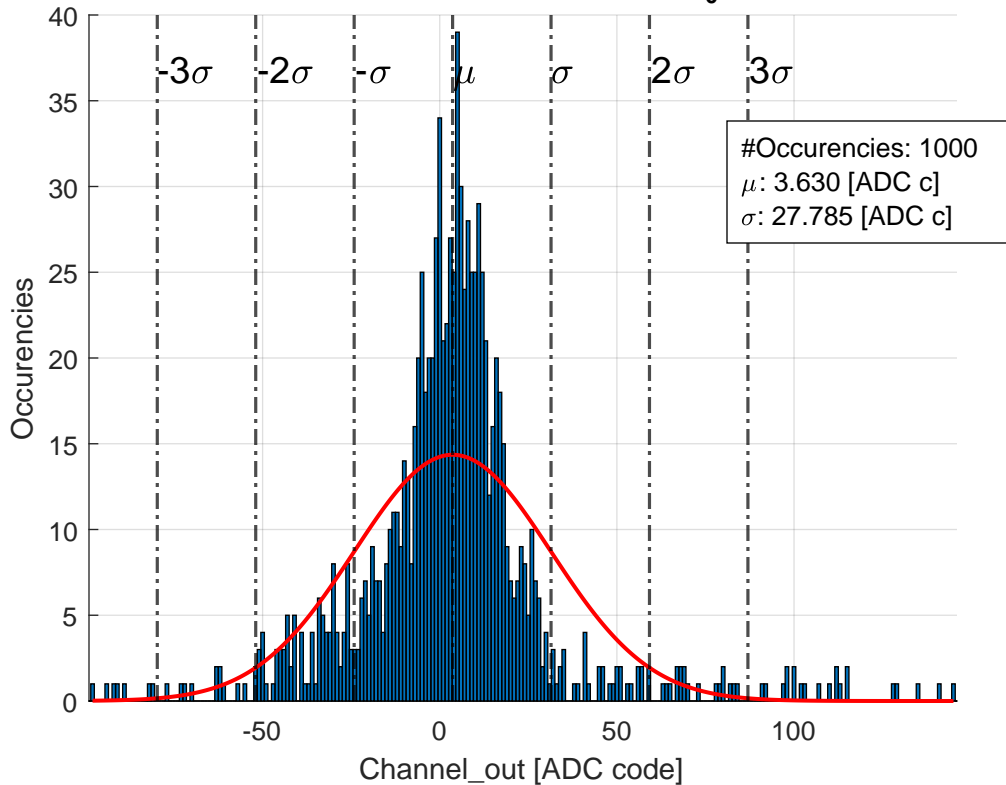 40
35
30
25
20
15
10
5
0
Occurencies
-3σ
-2σ
-σ
μ
σ
2σ
3σ
#Occurencies: 1000
μ: 3.630 [ADC c]
σ: 27.785 [ADC c]
-50
0
50
100
Channel_out [ADC code]